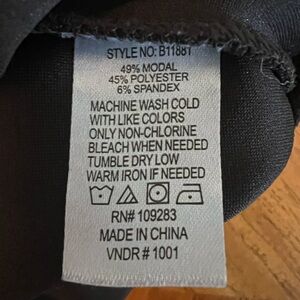 STYLE NO: B11881
49% MODAL
45% POLYESTER
6% SPANDEX
MACHINE WASH COLD
WITH LIKE COLORS
ONLY NON-CHLORINE
BLEACH WHEN NEEDED
TUMBLE DRY LOW
WARM IRON IF NEEDED
RN# 109283
MADE IN CHINA
VNDR # 1001